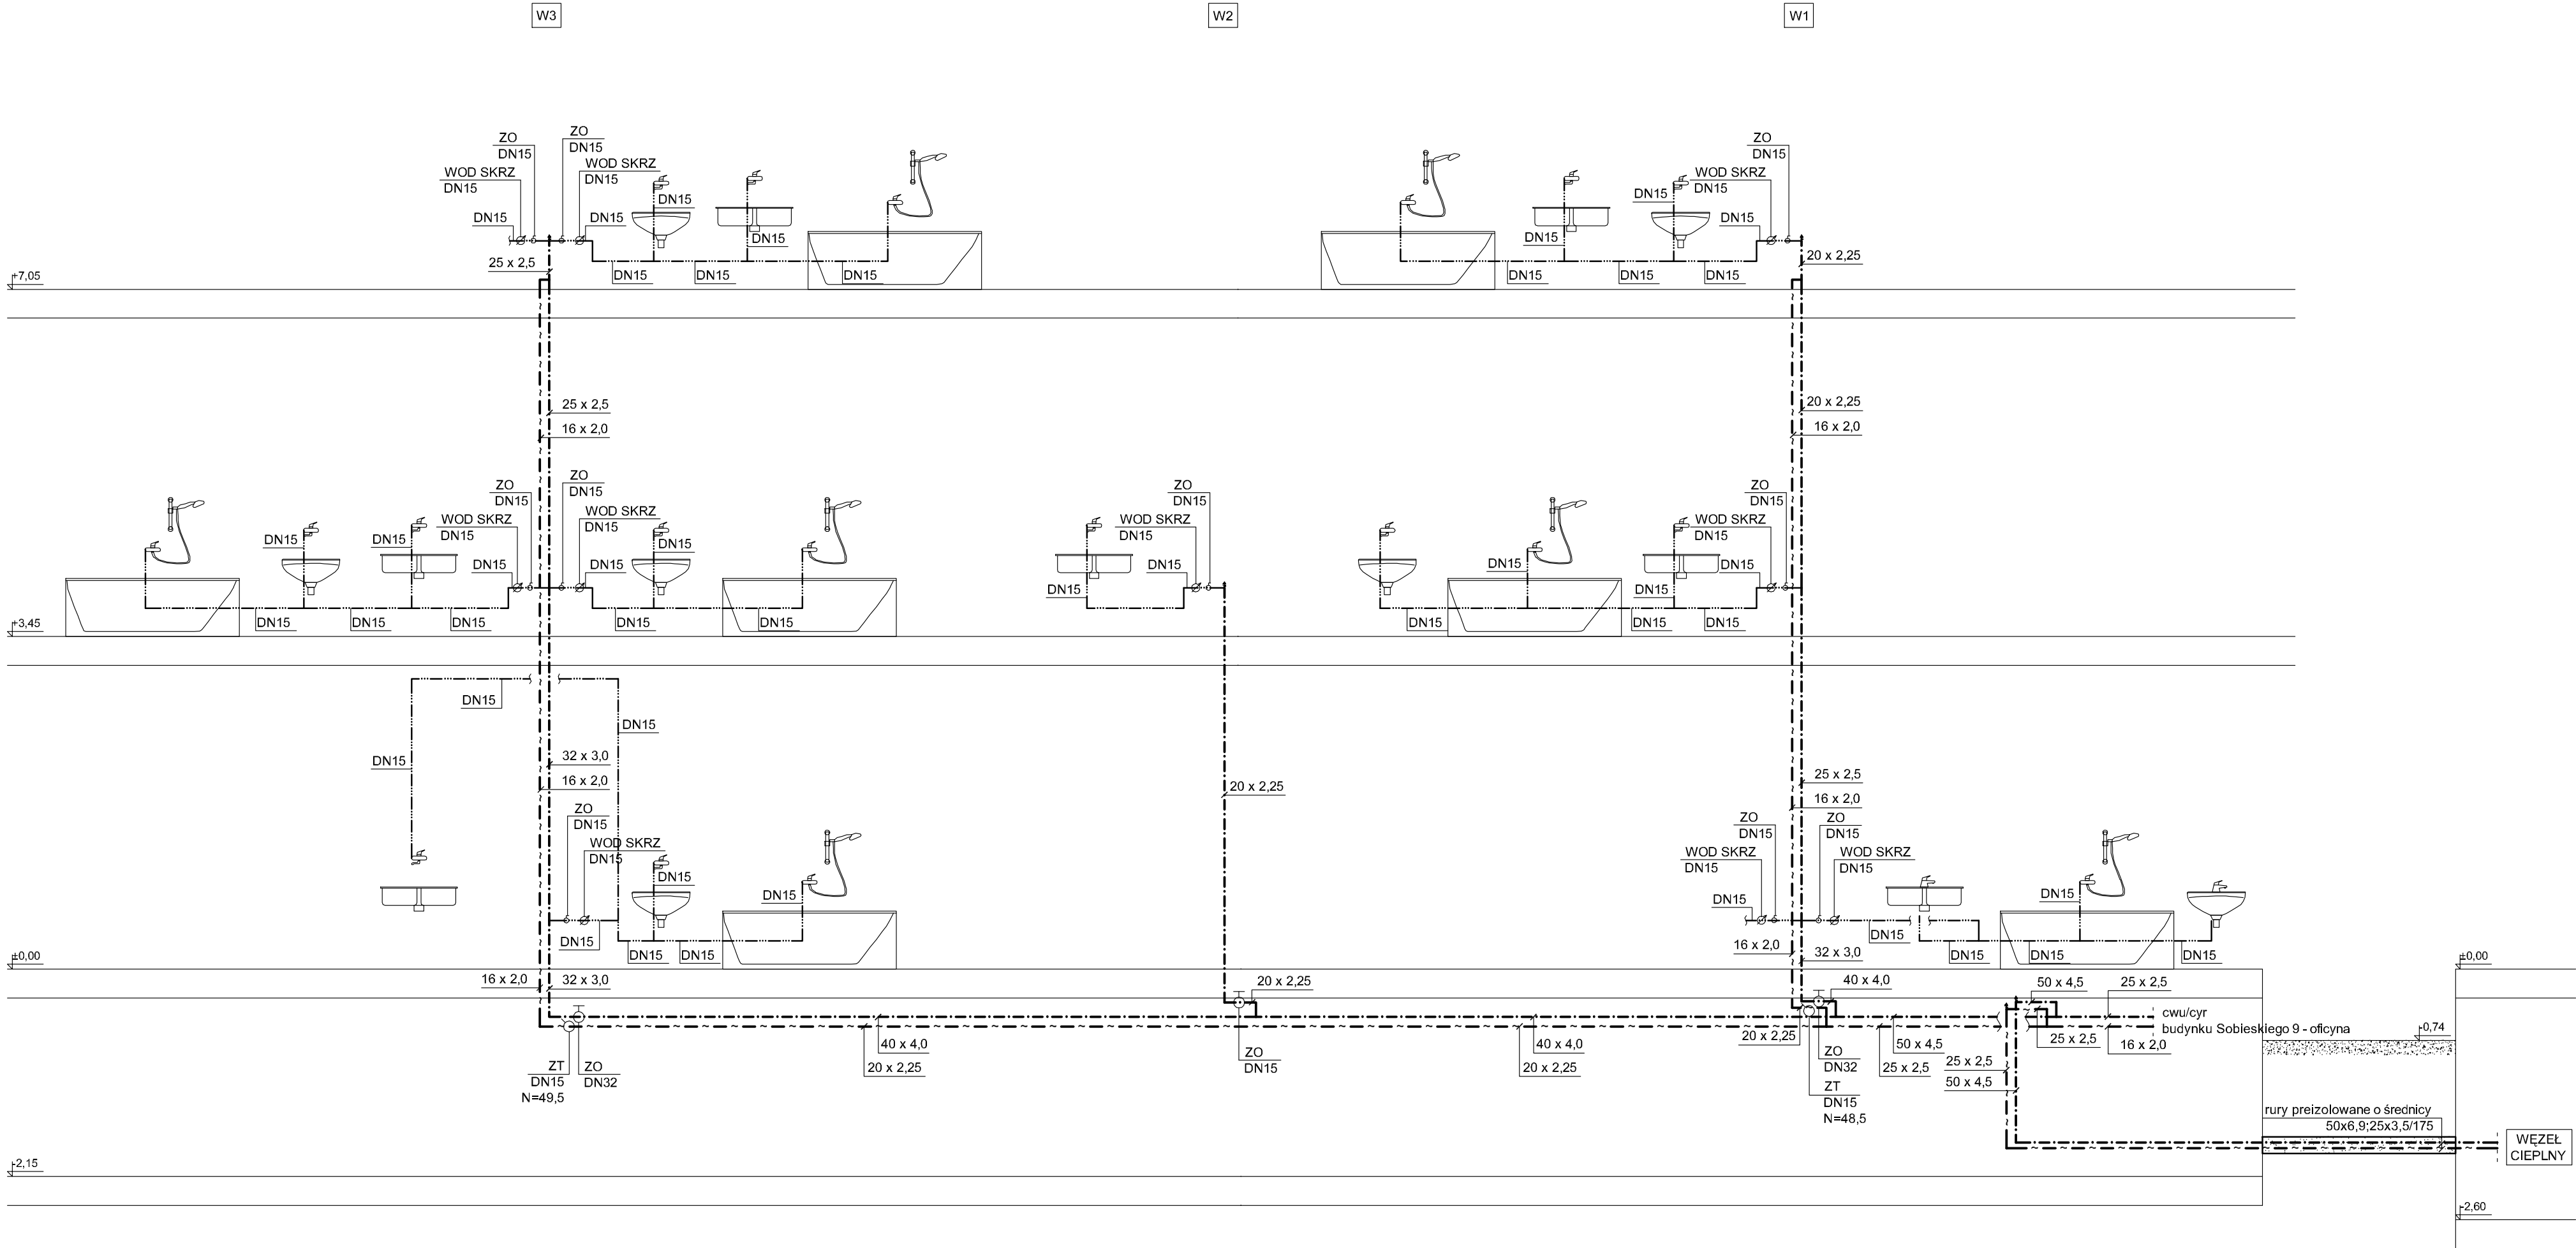 W3
W2
W1
ZO
DN15
ZO
DN15
WOD SKRZ
DN15
WOD SKRZ
DN15
DN15
DN15
DN15
DN15
25 x 2,5
DN15
DN15
DN15
ZO
DN15
WOD SKRZ
DN15
DN15
DN15
DN15
20 x 2,25
DN15
DN15
DN15
+7,05
25 x 2,5
16 x 2,0
20 x 2,25
16 x 2,0
ZO
DN15
ZO
DN15
WOD SKRZ
DN15
WOD SKRZ
DN15
DN15
DN15
DN15
DN15
DN15
DN15
DN15
DN15
DN15
DN15
ZO
DN15
WOD SKRZ
DN15
DN15
DN15
ZO
DN15
WOD SKRZ
DN15
DN15
DN15
DN15
DN15
DN15
DN15
+3,45
DN15
DN15
DN15
32 x 3,0
16 x 2,0
20 x 2,25
25 x 2,5
16 x 2,0
ZO
DN15
WOD SKRZ
DN15
DN15
DN15
DN15
DN15
DN15
ZO
DN15
ZO
DN15
WOD SKRZ
DN15
WOD SKRZ
DN15
DN15
DN15
DN15
DN15
DN15
DN15
16 x 2,0
32 x 3,0
±0,00
±0,00
16 x 2,0
32 x 3,0
20 x 2,25
40 x 4,0
50 x 4,5
25 x 2,5
cwu/cyr
budynku Sobieskiego 9 - oficyna
-0,74
40 x 4,0
20 x 2,25
40 x 4,0
20 x 2,25
20 x 2,25
50 x 4,5
25 x 2,5
25 x 2,5
16 x 2,0
25 x 2,5
50 x 4,5
ZT
DN15
N=49,5
ZO
DN32
ZO
DN15
ZO
DN32
ZT
DN15
N=48,5
rury preizolowane o średnicy
50x6,9;25x3,5/175
WĘZEŁ
CIEPLNY
-2,15
-2,60